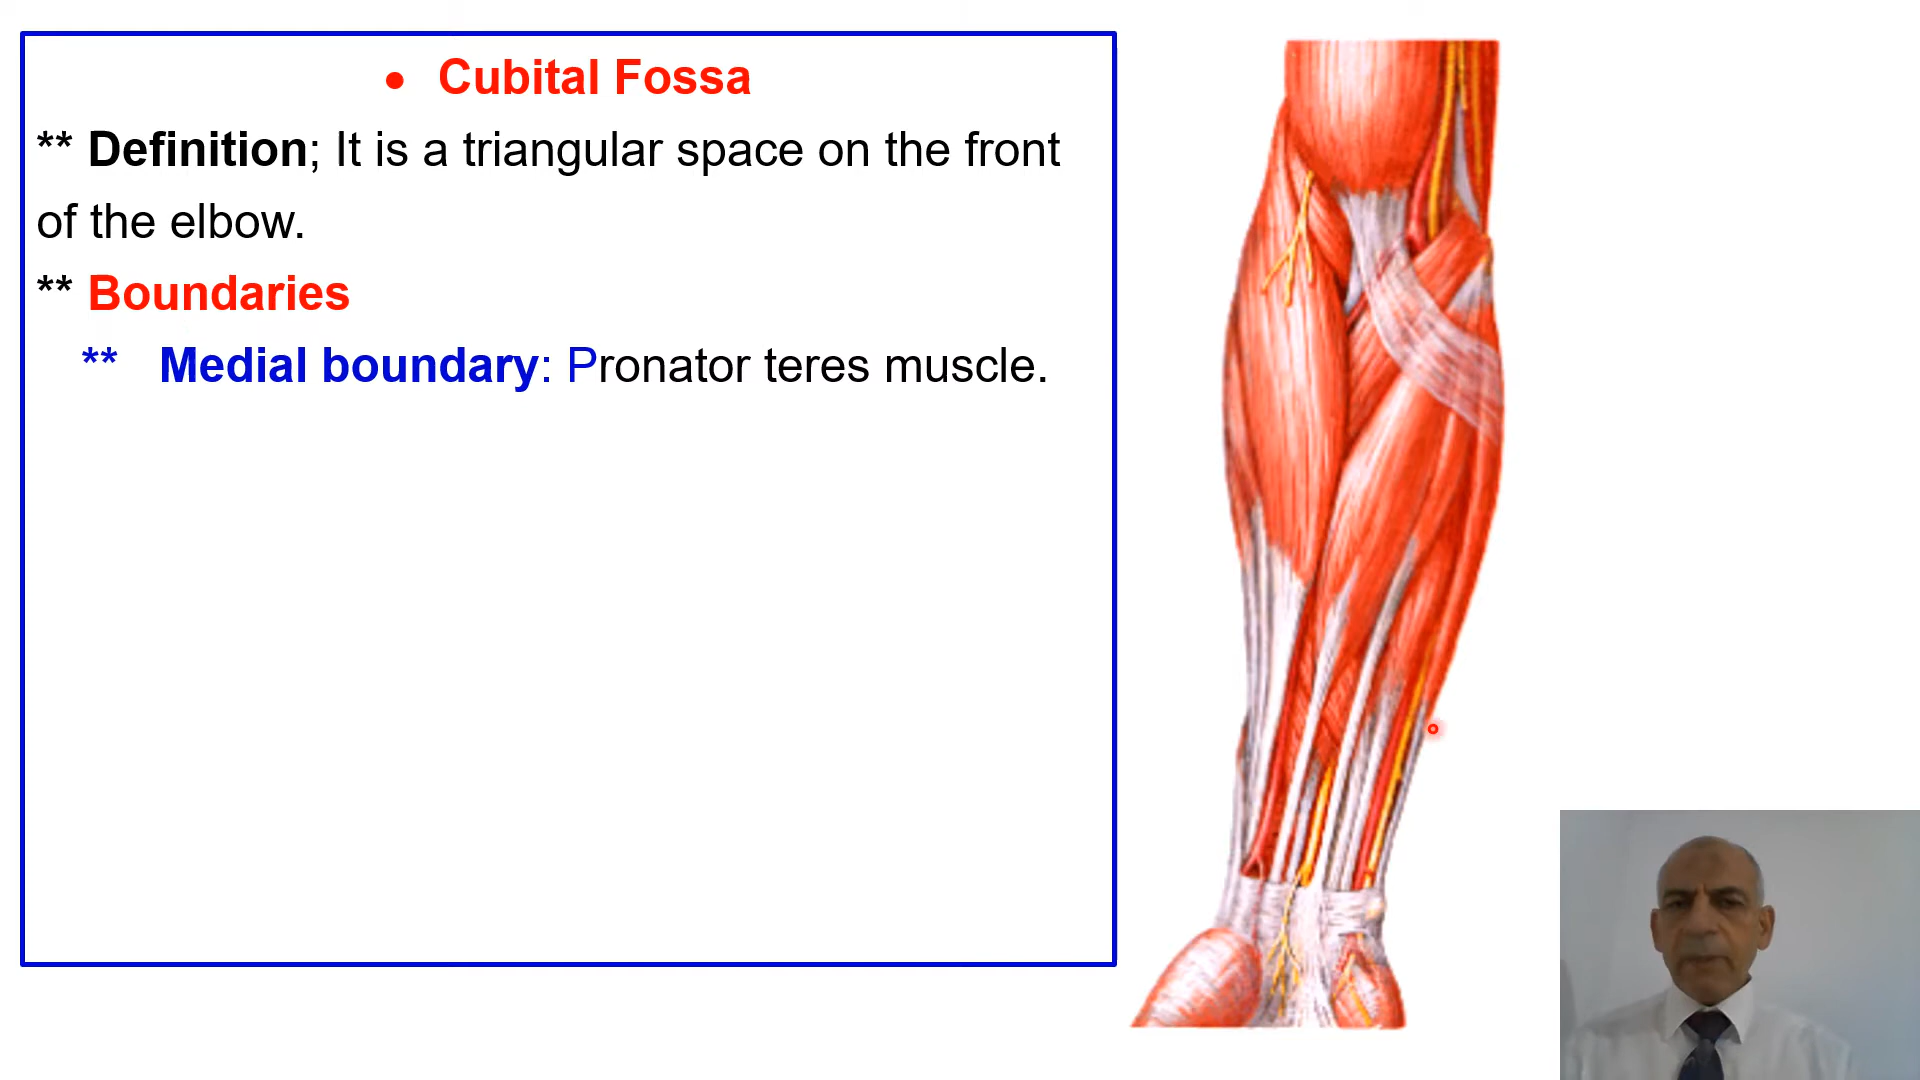 • Cubital Fossa
** Definition; It is a triangular space on the front
of the elbow.
** Boundaries
** Medial boundary: Pronator teres muscle.